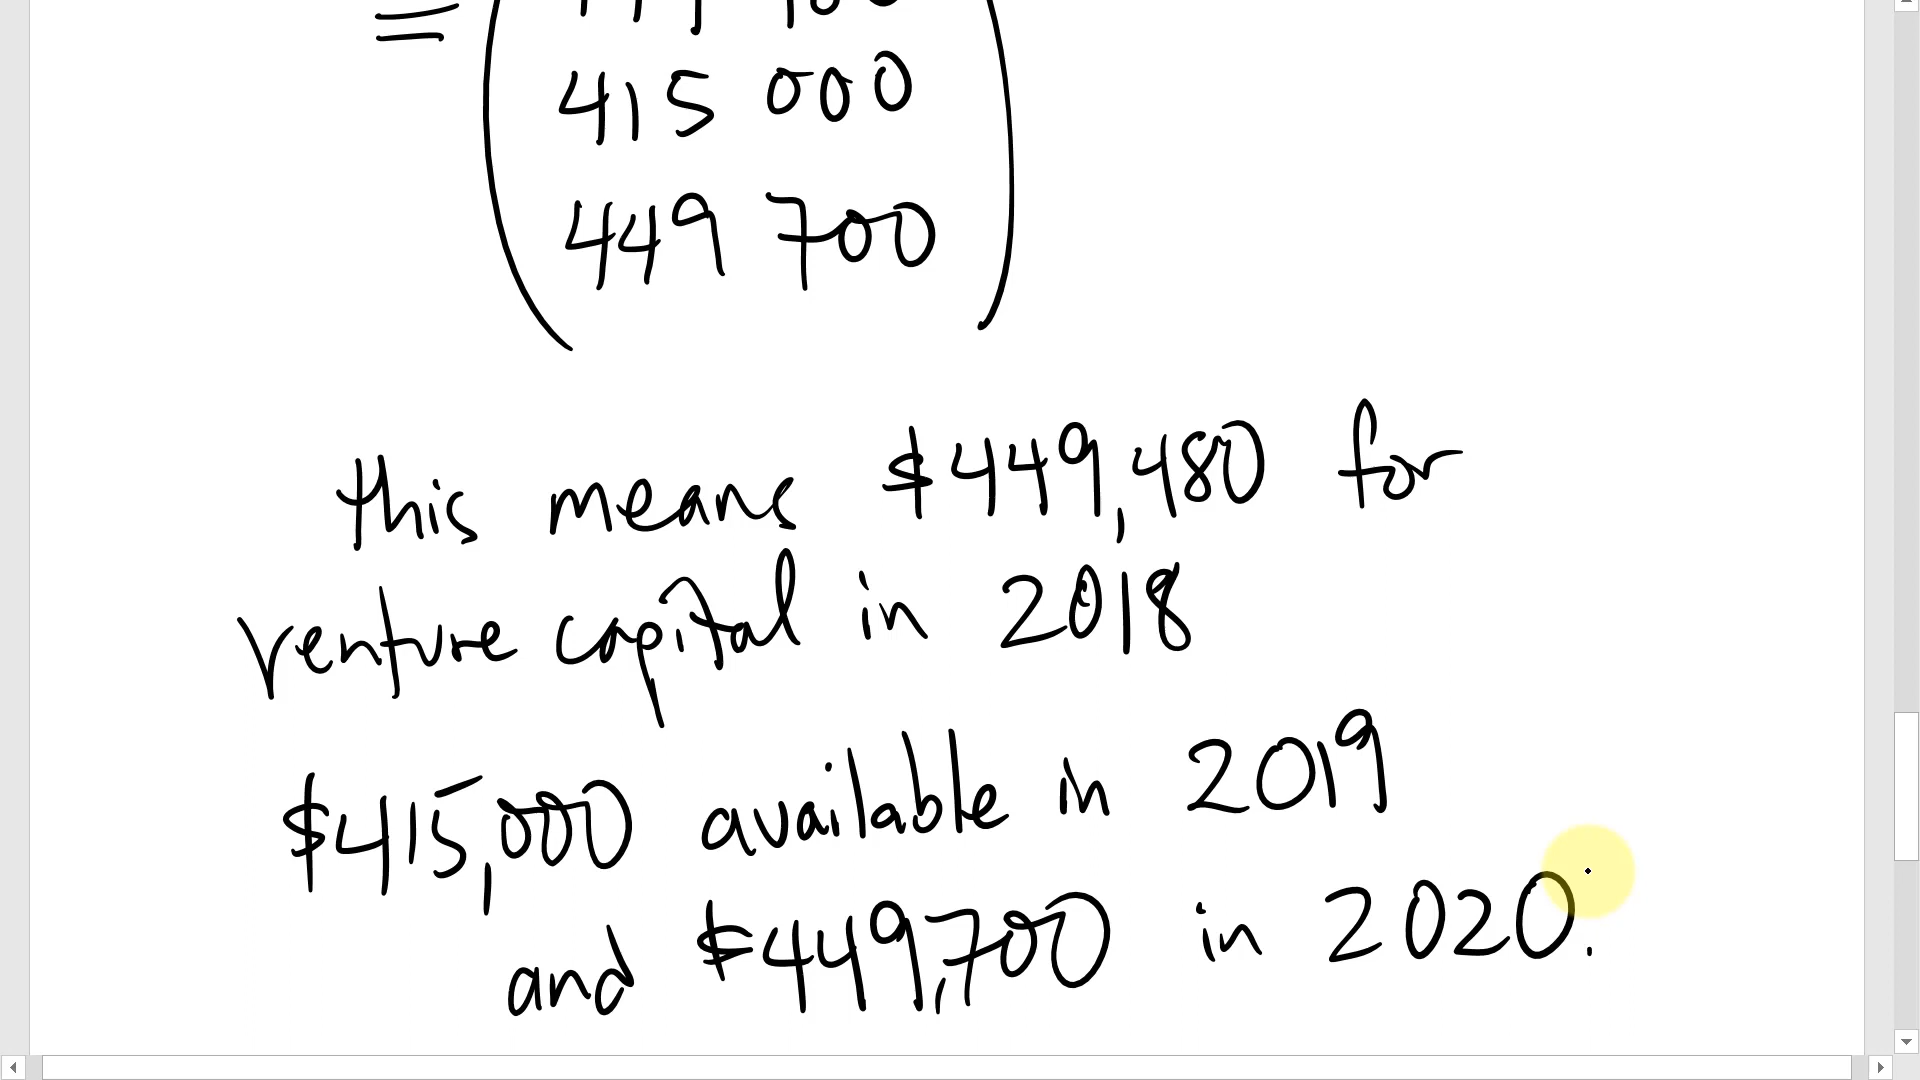 =
415 000
449 700
this means $449,480 for
venture capital in 2018
$415,000 available in 2019
and $449,700 in 2020.